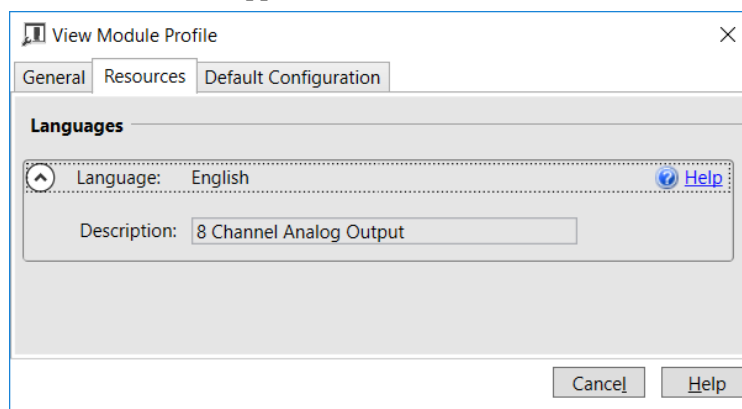 View Module Profile
General Resources Default Configuration
Languages
Language: English Help
Description: 8 Channel Analog Output
Cancel Help